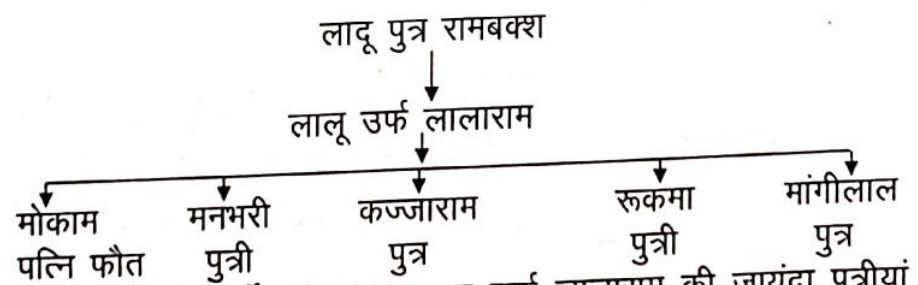 लादू पुत्र रामबक्श
लालू उर्फ लालाराम
मोकाम मनभरी कज्जाराम रूकमा मांगीलाल
पत्नि फौत पुत्री पुत्र पुत्री पुत्र
लालाराम की जायंदा पुत्रीयां